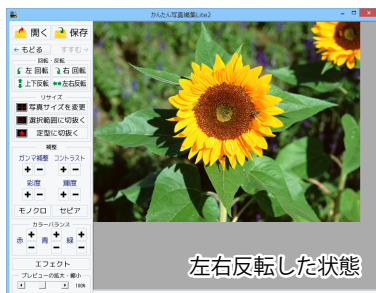 かんたん写真編集Lite2
開く 保存
←もどる すすむ→
回転・反転
左 回転 右 回転
上下反転 左右反転
リサイズ
写真サイズを変更
選択範囲に切抜く
定型に切抜く
補整
ガンマ補整 コントラスト
+ − + −
彩度 輝度
+ − + −
モノクロ セピア
カラーバランス
赤 + − 青 + − 緑 + −
エフェクト
プレビューの拡大・縮小
100%
左右反転した状態